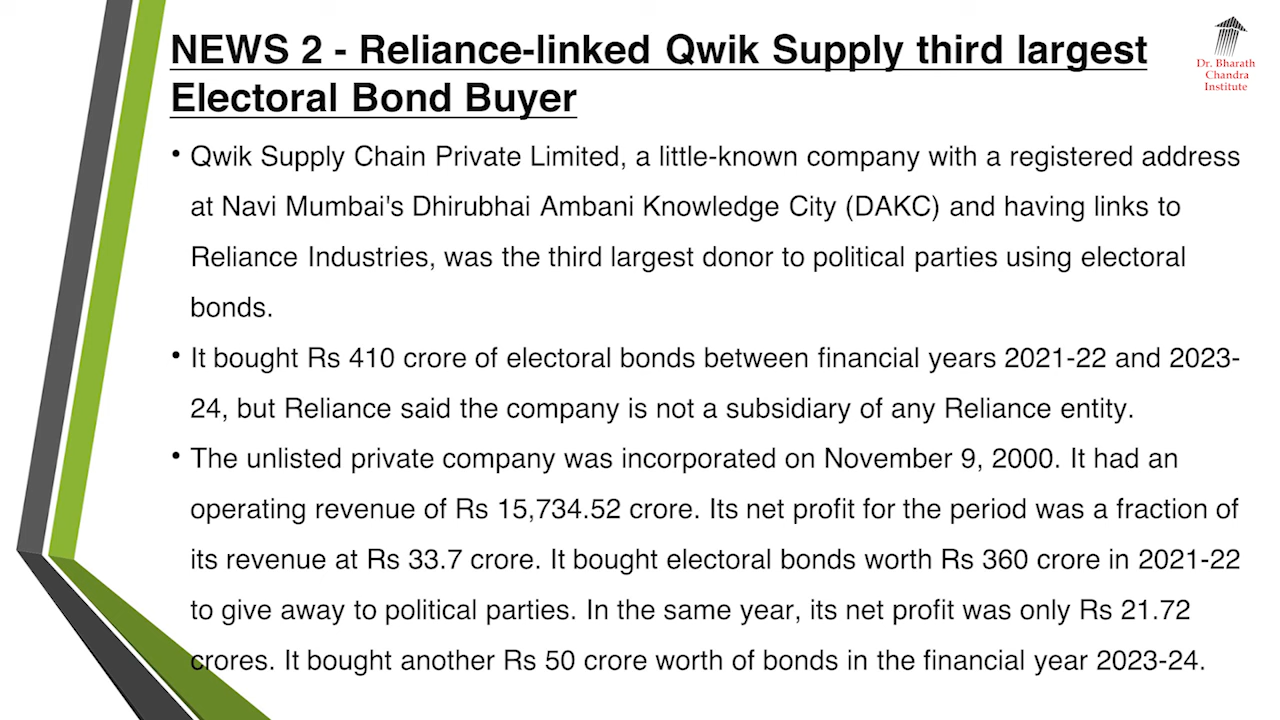 NEWS 2 - Reliance-linked Qwik Supply third largest
Electoral Bond Buyer
Dr. Bharath
Chandra
Institute
• Qwik Supply Chain Private Limited, a little-known company with a registered address
at Navi Mumbai's Dhirubhai Ambani Knowledge City (DAKC) and having links to
Reliance Industries, was the third largest donor to political parties using electoral
bonds.
• It bought Rs 410 crore of electoral bonds between financial years 2021-22 and 2023-
24, but Reliance said the company is not a subsidiary of any Reliance entity.
• The unlisted private company was incorporated on November 9, 2000. It had an
operating revenue of Rs 15,734.52 crore. Its net profit for the period was a fraction of
its revenue at Rs 33.7 crore. It bought electoral bonds worth Rs 360 crore in 2021-22
to give away to political parties. In the same year, its net profit was only Rs 21.72
crores. It bought another Rs 50 crore worth of bonds in the financial year 2023-24.